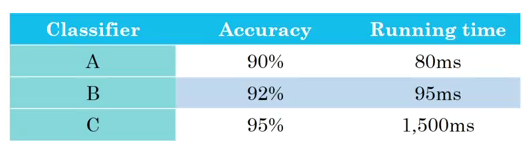 Classifier Accuracy Running time
A 90% 80ms
B 92% 95ms
C 95% 1,500ms